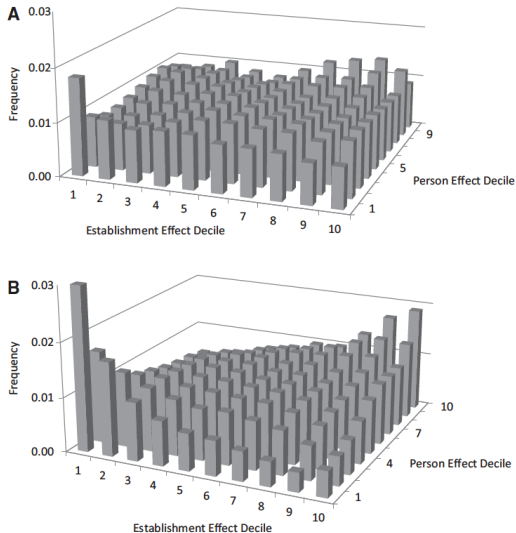 A
0.03
0.02
0.01
0.00
Frequency
1 2 3 4 5 6 7 8 9 10
Establishment Effect Decile
1 5 9
Person Effect Decile
B
0.03
0.02
0.01
0.00
Frequency
1 2 3 4 5 6 7 8 9 10
Establishment Effect Decile
1 4 7 10
Person Effect Decile